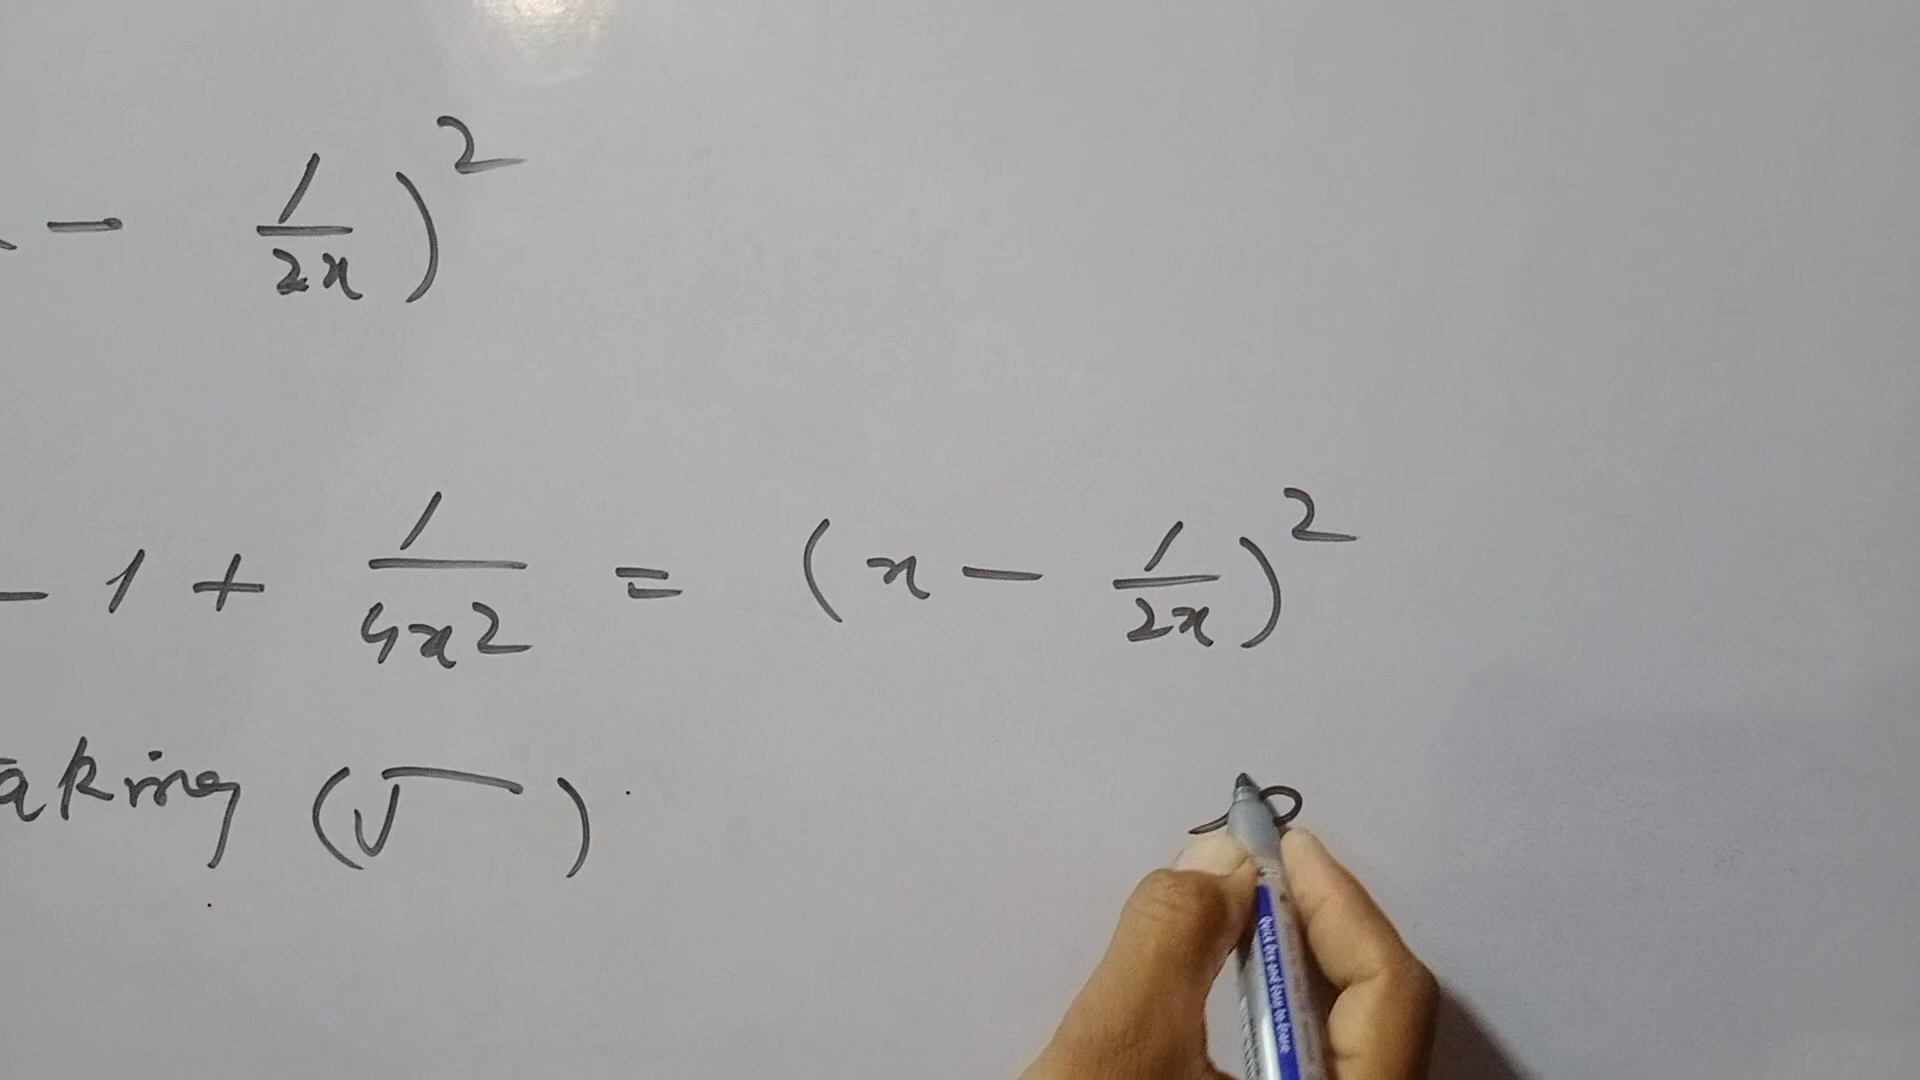 - 1/2x)²
- 1 + 1/4x2 = (x - 1/2x)²
aking (√ )